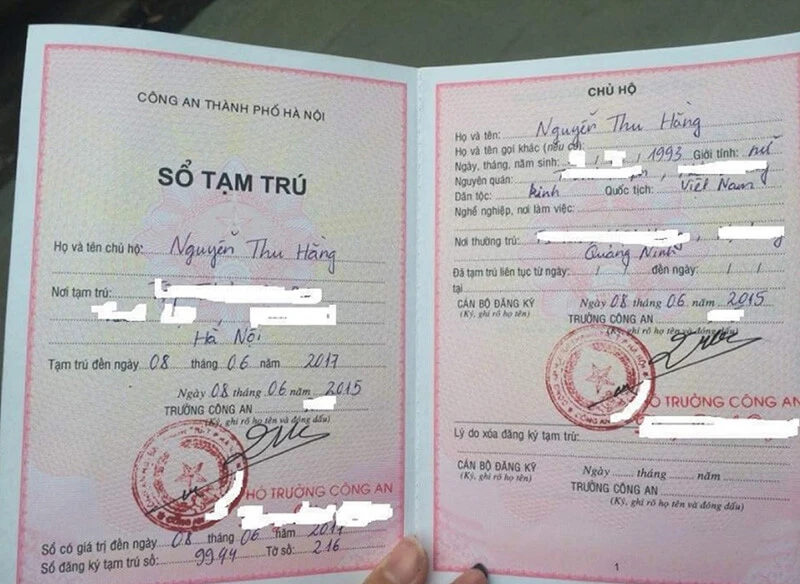 CÔNG AN THÀNH PHỐ HÀ NỘI
SỔ TẠM TRÚ
Họ và tên chủ hộ: Nguyễn Thu Hằng
Nơi tạm trú:
Hà Nội
Tạm trú đến ngày 08 tháng 06 năm 2017
Ngày 08 tháng 06 năm 2015
TRƯỞNG CÔNG AN
(Ký, ghi rõ họ tên và đóng dấu)
HÓ TRƯỞNG CÔNG AN
Sổ có giá trị đến ngày 08 tháng 06 năm 2017
Sổ đăng ký tạm trú số: 9944 Tờ số: 216
CHỦ HỘ
Họ và tên: Nguyễn Thu Hằng
Họ và tên gọi khác (nếu có):
Ngày, tháng, năm sinh: / / 1993 Giới tính: nữ
Nguyên quán:
Dân tộc: Kinh Quốc tịch: Việt Nam
Nghề nghiệp, nơi làm việc:
Nơi thường trú:
Quảng Ninh
Đã tạm trú liên tục từ ngày: / / đến ngày: / /
tại
CÁN BỘ ĐĂNG KÝ Ngày 08 tháng 06 năm 2015
(Ký, ghi rõ họ tên) TRƯỞNG CÔNG AN
(Ký, ghi rõ họ tên và đóng dấu)
HÓ TRƯỞNG CÔNG AN
Lý do xóa đăng ký tạm trú:
CÁN BỘ ĐĂNG KÝ Ngày tháng năm
(Ký, ghi rõ họ tên) TRƯỞNG CÔNG AN
(Ký, ghi rõ họ tên và đóng dấu)
1